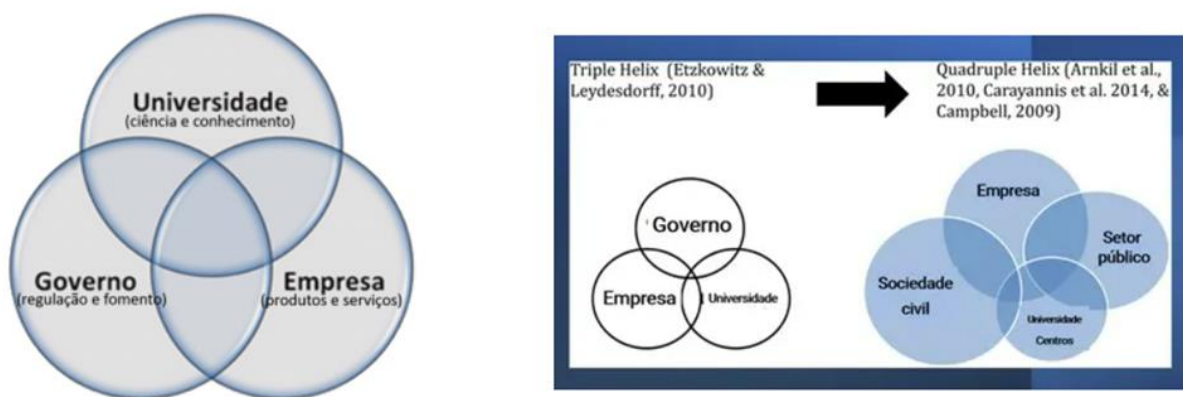 Universidade
(ciência e conhecimento)
Governo
(regulação e fomento)
Empresa
(produtos e serviços)
Triple Helix (Etzkowitz &
Leydesdorff, 2010)
Quadruple Helix (Arnkil et al.,
2010, Carayannis et al. 2014, &
Campbell, 2009)
Governo
Empresa
Universidade
Empresa
Setor
público
Sociedade
civil
Universidade
Centros